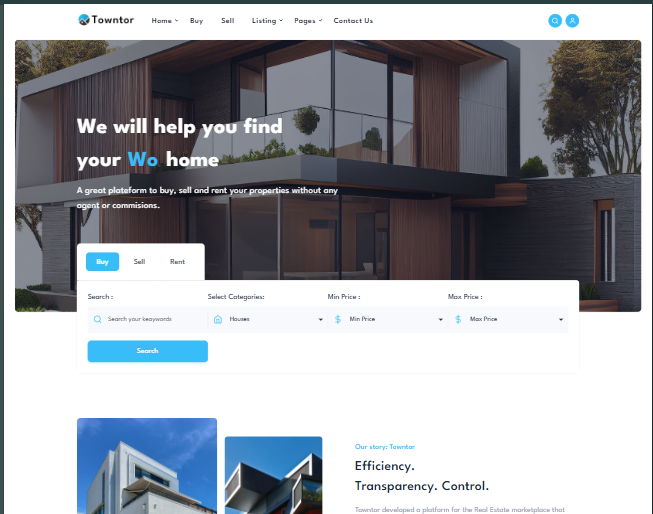 Towntor
Home Buy Sell Listing Pages Contact Us
We will help you find
your Wo home
A great plateform to buy, sell and rent your properties without any
agent or commisions.
Buy Sell Rent
Search : Select Categories: Min Price : Max Price :
Search your keaywords Houses Min Price Max Price
Search
Our story: Towntor
Efficiency.
Transparency. Control.
Towntor developed a platform for the Real Estate marketplace that